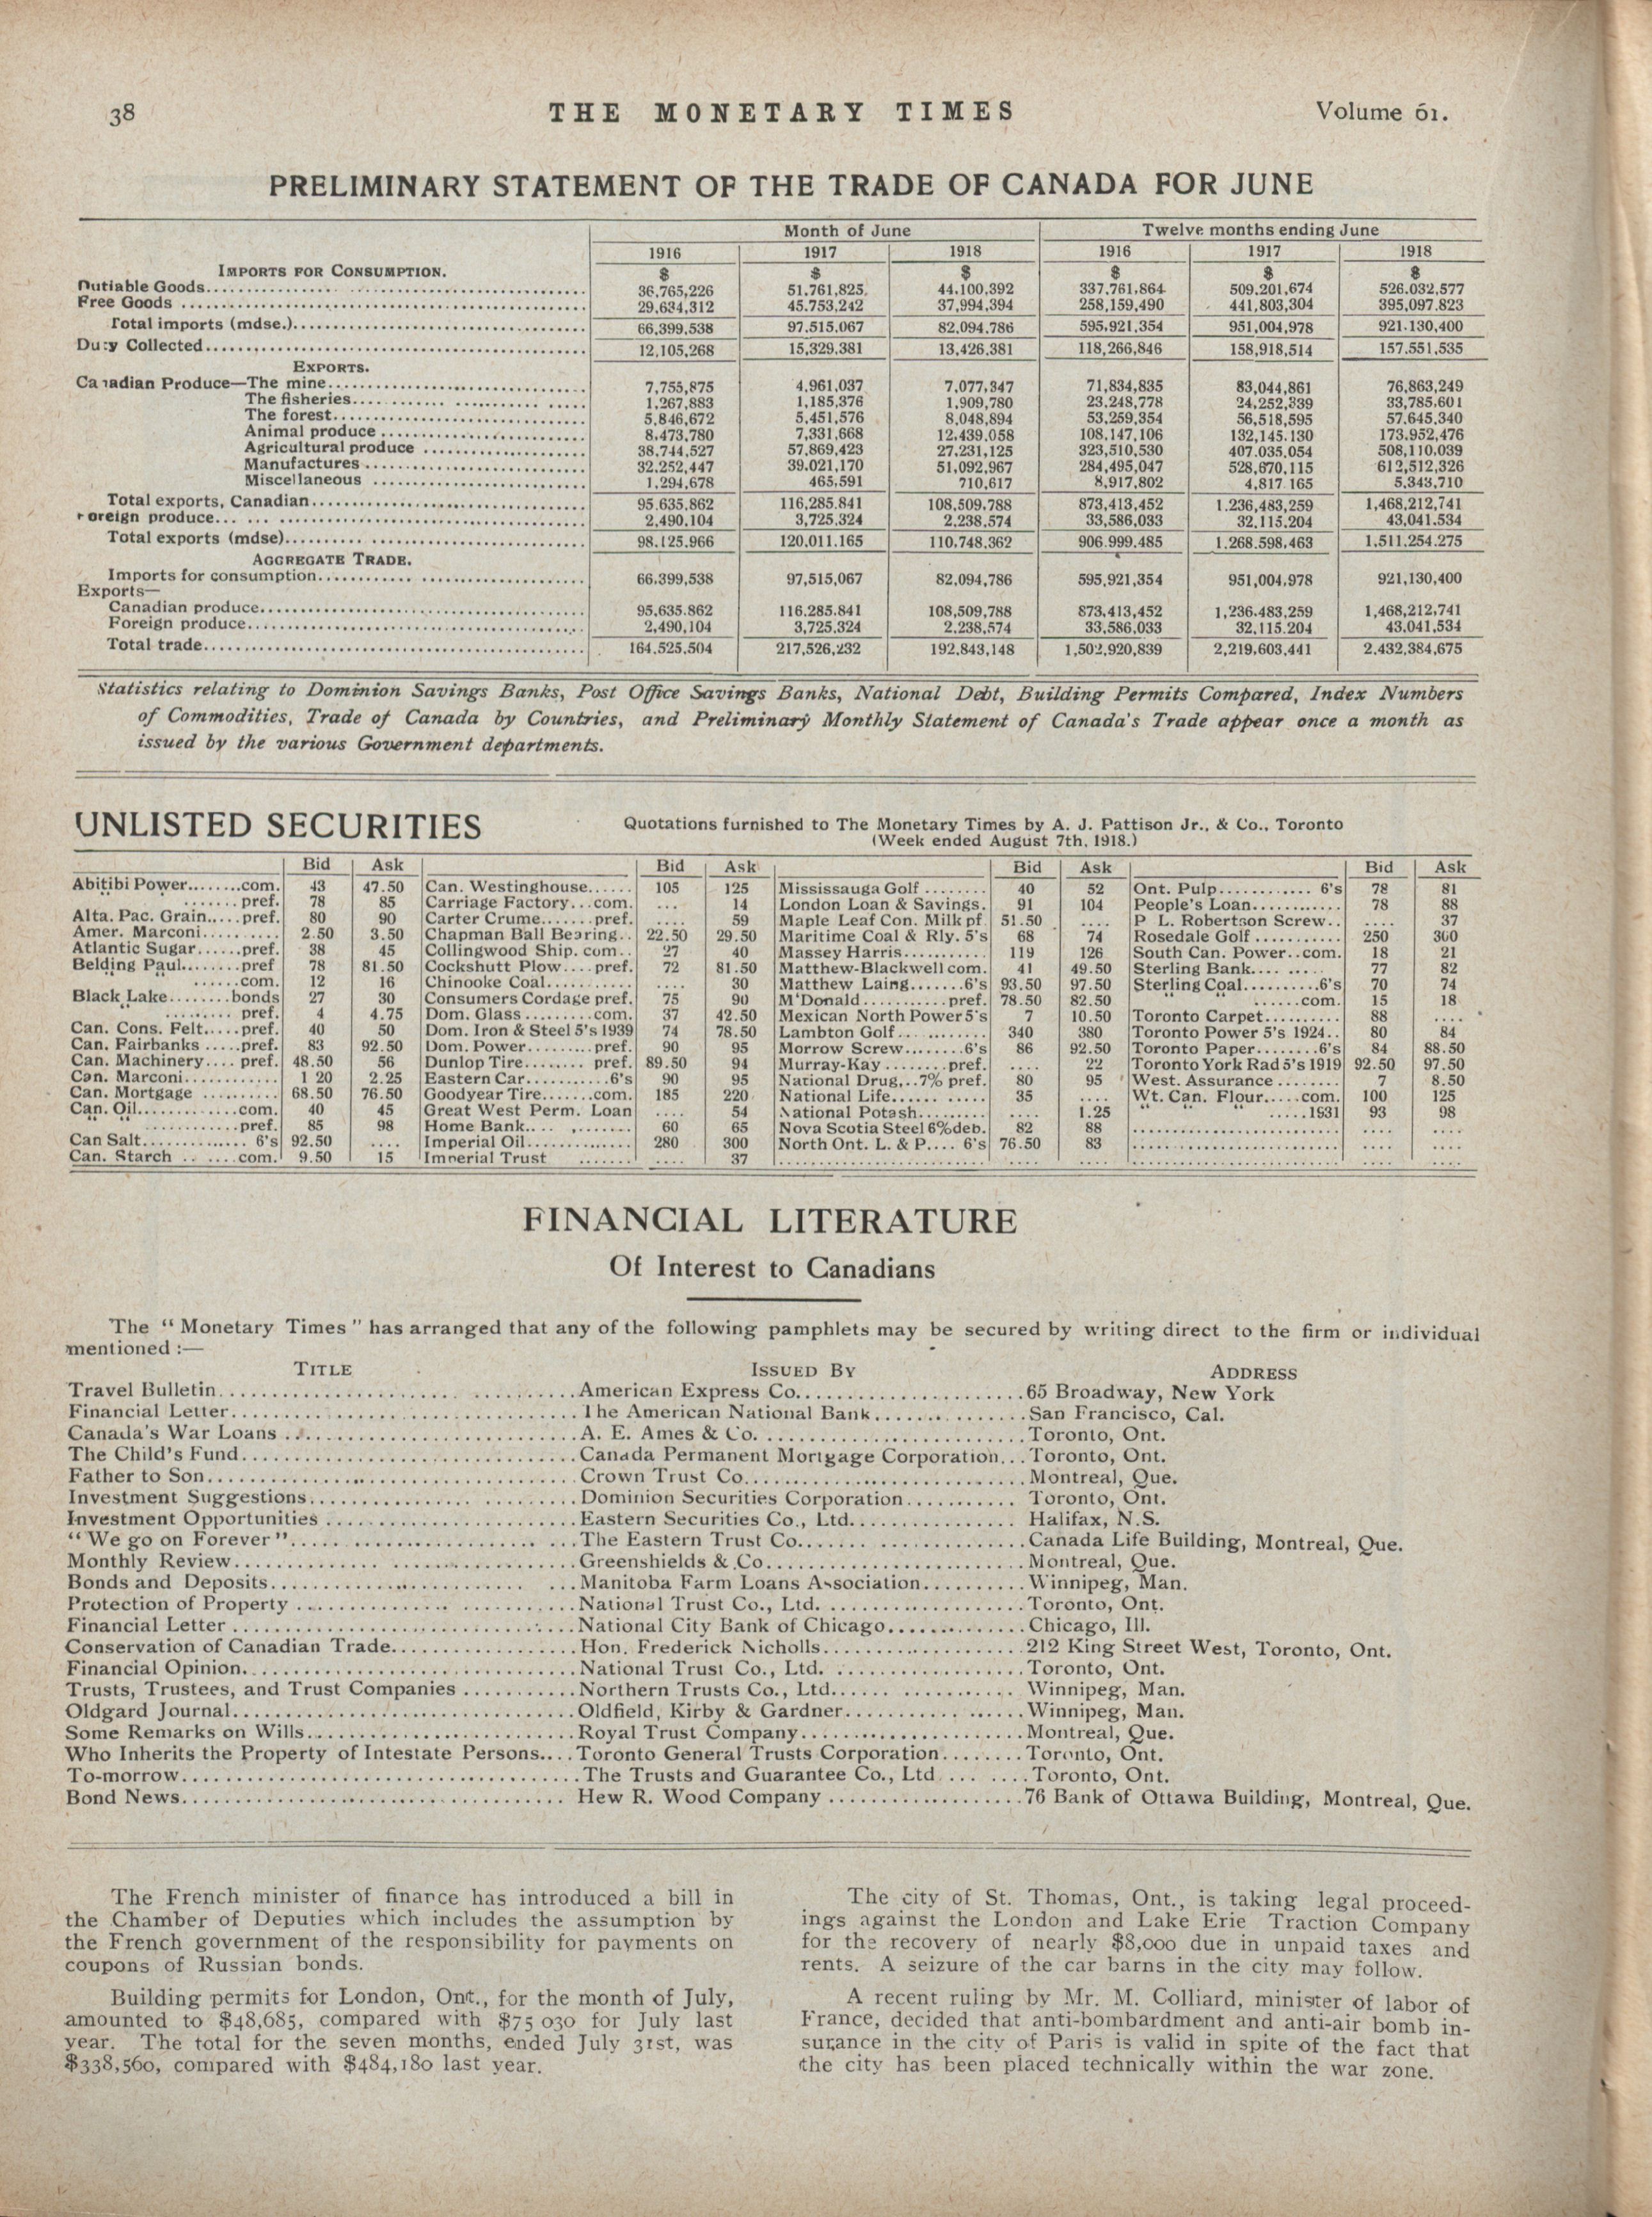 38 THE MONETARY TIMES Volume 61.
PRELIMINARY STATEMENT OF THE TRADE OF CANADA FOR JUNE
Month of June Twelve months ending June
1916 1917 1918 1916 1917 1918
IMPORTS FOR CONSUMPTION. $ $ $ $ $ $
Dutiable Goods 36,765,226 51,761,825 44,100,392 337,761,864 509,201,674 526,032,577
Free Goods 29,634,312 45,753,242 37,994,394 258,159,490 441,803,304 395,097,823
Total imports (mdse.) 66,399,538 97,515,067 82,094,786 595,921,354 951,004,978 921,130,400
Duty Collected 12,105,268 15,329,381 13,426,381 118,266,846 158,918,514 157,551,535
EXPORTS.
Canadian Produce—The mine 7,755,875 4,961,037 7,077,347 71,834,835 83,044,861 76,863,249
The fisheries 1,267,883 1,185,376 1,909,780 23,248,778 24,252,339 33,785,601
The forest 5,846,672 5,451,576 8,048,894 53,259,354 56,518,595 57,645,340
Animal produce 8,473,780 7,331,668 12,439,058 108,147,106 132,145,130 173,952,476
Agricultural produce 38,744,527 57,869,423 27,231,125 323,510,530 407,035,054 508,110,039
Manufactures 32,252,447 39,021,170 51,092,967 284,495,047 528,670,115 612,512,326
Miscellaneous 1,294,678 465,591 710,617 8,917,802 4,817,165 5,343,710
Total exports, Canadian 95,635,862 116,285,841 108,509,788 873,413,452 1,236,483,259 1,468,212,741
Foreign produce 2,490,104 3,725,324 2,238,574 33,586,033 32,115,204 43,041,534
Total exports (mdse) 98,125,966 120,011,165 110,748,362 906,999,485 1,268,598,463 1,511,254,275
AGGREGATE TRADE.
Imports for consumption 66,399,538 97,515,067 82,094,786 595,921,354 951,004,978 921,130,400
Exports—
Canadian produce 95,635,862 116,285,841 108,509,788 873,413,452 1,236,483,259 1,468,212,741
Foreign produce 2,490,104 3,725,324 2,238,574 33,586,033 32,115,204 43,041,534
Total trade 164,525,504 217,526,232 192,843,148 1,502,920,839 2,219,603,441 2,432,384,675
Statistics relating to Dominion Savings Banks, Post Office Savings Banks, National Debt, Building Permits Compared, Index Numbers
of Commodities, Trade of Canada by Countries, and Preliminary Monthly Statement of Canada's Trade appear once a month as
issued by the various Government departments.
UNLISTED SECURITIES Quotations furnished to The Monetary Times by A. J. Pattison Jr., & Co., Toronto
(Week ended August 7th, 1918.)
Bid Ask Bid Ask Bid Ask Bid Ask
Abitibi Power........com. 43 47.50 Can. Westinghouse...... 105 125 Mississauga Golf ........ 40 52 Ont. Pulp............ 6's 78 81
" " ....... pref. 78 85 Carriage Factory...com. ... 14 London Loan & Savings. 91 104 People's Loan........... 78 88
Alta. Pac. Grain.....pref. 80 90 Carter Crume.......pref. .... 59 Maple Leaf Con. Milk pf 51.50 .... P. L. Robertson Screw.. .... 37
Amer. Marconi.......... 2.50 3.50 Chapman Ball Bearing.. 22.50 29.50 Maritime Coal & Rly. 5's 68 74 Rosedale Golf ........... 250 300
Atlantic Sugar......pref. 38 45 Collingwood Ship. com.. 27 40 Massey Harris........... 119 126 South Can. Power..com. 18 21
Belding Paul........pref 78 81.50 Cockshutt Plow....pref. 72 81.50 Matthew-Blackwell com. 41 49.50 Sterling Bank......... 77 82
" " ......com. 12 16 Chinooke Coal........... .... 30 Matthew Laing.......6's 93.50 97.50 Sterling Coal..........6's 70 74
Black Lake........bonds 27 30 Consumers Cordage pref. 75 90 M'Donald ...........pref. 78.50 82.50 " " ......com. 15 18
" " ......... pref. 4 4.75 Dom. Glass .........com. 37 42.50 Mexican North Power 5's 7 10.50 Toronto Carpet.......... 88 ....
Can. Cons. Felt.....pref. 40 50 Dom. Iron & Steel 5's 1939 74 78.50 Lambton Golf............ 340 380 Toronto Power 5's 1924.. 80 84
Can. Fairbanks .....pref. 83 92.50 Dom. Power.........pref. 90 95 Morrow Screw........6's 86 92.50 Toronto Paper........6's 84 88.50
Can. Machinery.... pref. 48.50 56 Dunlop Tire........ pref. 89.50 94 Murray-Kay ........pref. .... 22 Toronto York Rad 5's 1919 92.50 97.50
Can. Marconi............ 1 20 2.25 Eastern Car...........6's 90 95 National Drug,..7% pref. 80 95 West. Assurance ........ 7 8.50
Can. Mortgage .......... 68.50 76.50 Goodyear Tire.......com. 185 220 National Life........... 35 .... Wt. Can. Flour.....com. 100 125
Can. Oil.............com. 40 45 Great West Perm. Loan .... 54 National Potash......... .... 1.25 " " .....1931 93 98
" " ............pref. 85 98 Home Bank.... ....... 60 65 Nova Scotia Steel 6% deb. 82 88
Can Salt.............. 6's 92.50 .... Imperial Oil............. 280 300 North Ont. L. & P.... 6's 76.50 83
Can. Starch .. ....com. 9.50 15 Imperial Trust ....... .... 37
FINANCIAL LITERATURE
Of Interest to Canadians
The "Monetary Times" has arranged that any of the following pamphlets may be secured by writing direct to the firm or individual
mentioned :—
TITLE ISSUED BY ADDRESS
Travel Bulletin American Express Co. 65 Broadway, New York
Financial Letter The American National Bank San Francisco, Cal.
Canada's War Loans A. E. Ames & Co. Toronto, Ont.
The Child's Fund Canada Permanent Mortgage Corporation Toronto, Ont.
Father to Son Crown Trust Co. Montreal, Que.
Investment Suggestions Dominion Securities Corporation Toronto, Ont.
Investment Opportunities Eastern Securities Co., Ltd. Halifax, N.S.
"We go on Forever" The Eastern Trust Co. Canada Life Building, Montreal, Que.
Monthly Review Greenshields & Co. Montreal, Que.
Bonds and Deposits Manitoba Farm Loans Association Winnipeg, Man.
Protection of Property National Trust Co., Ltd. Toronto, Ont.
Financial Letter National City Bank of Chicago Chicago, Ill.
Conservation of Canadian Trade Hon. Frederick Nicholls 212 King Street West, Toronto, Ont.
Financial Opinion National Trust Co., Ltd. Toronto, Ont.
Trusts, Trustees, and Trust Companies Northern Trusts Co., Ltd. Winnipeg, Man.
Oldgard Journal Oldfield, Kirby & Gardner Winnipeg, Man.
Some Remarks on Wills Royal Trust Company Montreal, Que.
Who Inherits the Property of Intestate Persons Toronto General Trusts Corporation Toronto, Ont.
To-morrow The Trusts and Guarantee Co., Ltd Toronto, Ont.
Bond News Hew R. Wood Company 76 Bank of Ottawa Building, Montreal, Que.
The French minister of finance has introduced a bill in
the Chamber of Deputies which includes the assumption by
the French government of the responsibility for payments on
coupons of Russian bonds.
Building permits for London, Ont., for the month of July,
amounted to $48,685, compared with $75 030 for July last
year. The total for the seven months, ended July 31st, was
$338,560, compared with $484,180 last year.
The city of St. Thomas, Ont., is taking legal proceed-
ings against the London and Lake Erie Traction Company
for the recovery of nearly $8,000 due in unpaid taxes and
rents. A seizure of the car barns in the city may follow.
A recent ruling by Mr. M. Colliard, minister of labor of
France, decided that anti-bombardment and anti-air bomb in-
surance in the city of Paris is valid in spite of the fact that
the city has been placed technically within the war zone.